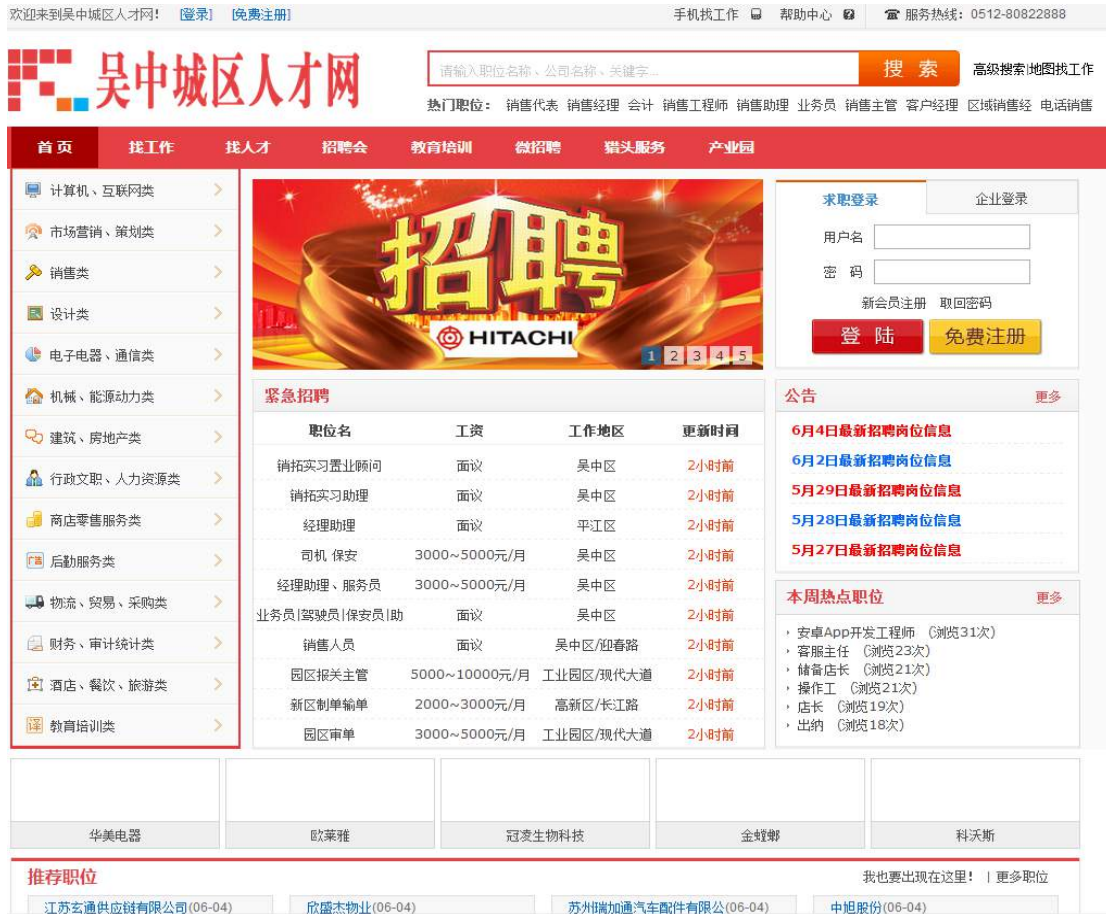 欢迎来到吴中城区人才网! [登录] [免费注册] 手机找工作 帮助中心 服务热线: 0512-80822888
吴中城区人才网
请输入职位名称、公司名称、关键字...
搜 索
高级搜索|地图找工作
热门职位: 销售代表 销售经理 会计 销售工程师 销售助理 业务员 销售主管 客户经理 区域销售经 电话销售
首 页 找工作 找人才 招聘会 教育培训 微招聘 猎头服务 产业园
计算机、互联网类
市场营销、策划类
销售类
设计类
电子电器、通信类
机械、能源动力类
建筑、房地产类
行政文职、人力资源类
商店零售服务类
广告 后勤服务类
物流、贸易、采购类
财务、审计统计类
酒店、餐饮、旅游类
译 教育培训类
招聘
HITACHI
1 2 3 4 5
求职登录 企业登录
用户名
密 码
新会员注册 取回密码
登 陆 免费注册
紧急招聘
职位名 工资 工作地区 更新时间
销拓实习置业顾问 面议 吴中区 2小时前
销拓实习助理 面议 吴中区 2小时前
经理助理 面议 平江区 2小时前
司机 保安 3000~5000元/月 吴中区 2小时前
经理助理、服务员 3000~5000元/月 吴中区 2小时前
业务员|驾驶员|保安员|助 面议 吴中区 2小时前
销售人员 面议 吴中区/迎春路 2小时前
园区报关主管 5000~10000元/月 工业园区/现代大道 2小时前
新区制单输单 2000~3000元/月 高新区/长江路 2小时前
园区审单 3000~5000元/月 工业园区/现代大道 2小时前
公告 更多
6月4日最新招聘岗位信息
6月2日最新招聘岗位信息
5月29日最新招聘岗位信息
5月28日最新招聘岗位信息
5月27日最新招聘岗位信息
本周热点职位 更多
安卓App开发工程师 (浏览31次)
客服主任 (浏览23次)
储备店长 (浏览21次)
操作工 (浏览21次)
店长 (浏览19次)
出纳 (浏览18次)
华美电器 欧莱雅 冠凌生物科技 金螳螂 科沃斯
推荐职位 我也要出现在这里! | 更多职位
江苏玄通供应链有限公司(06-04) 欣盛杰物业(06-04) 苏州瑞加通汽车配件有限公(06-04) 中旭股份(06-04)